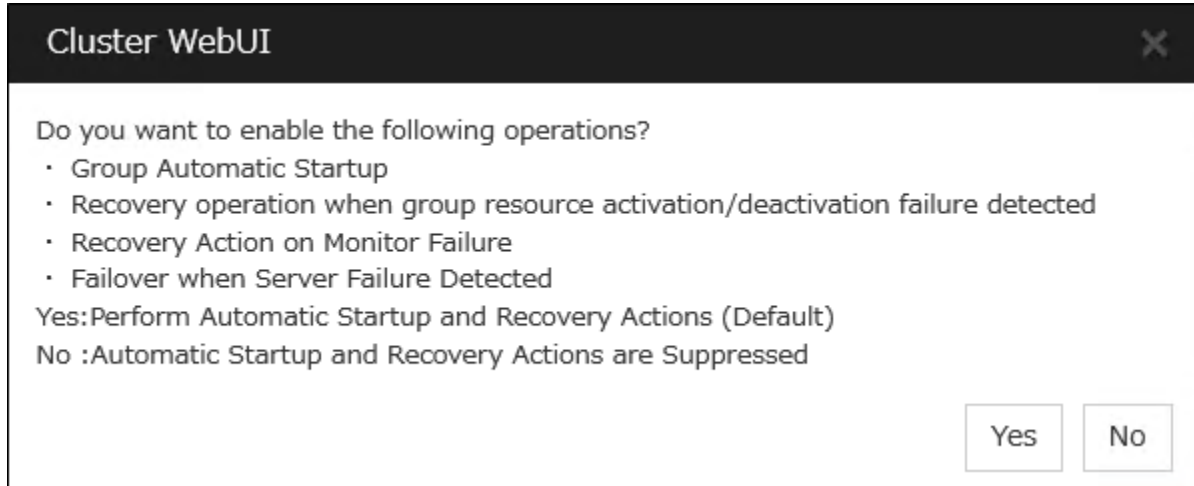 Cluster WebUI
Do you want to enable the following operations?
・ Group Automatic Startup
・ Recovery operation when group resource activation/deactivation failure detected
・ Recovery Action on Monitor Failure
・ Failover when Server Failure Detected
Yes:Perform Automatic Startup and Recovery Actions (Default)
No :Automatic Startup and Recovery Actions are Suppressed
Yes No